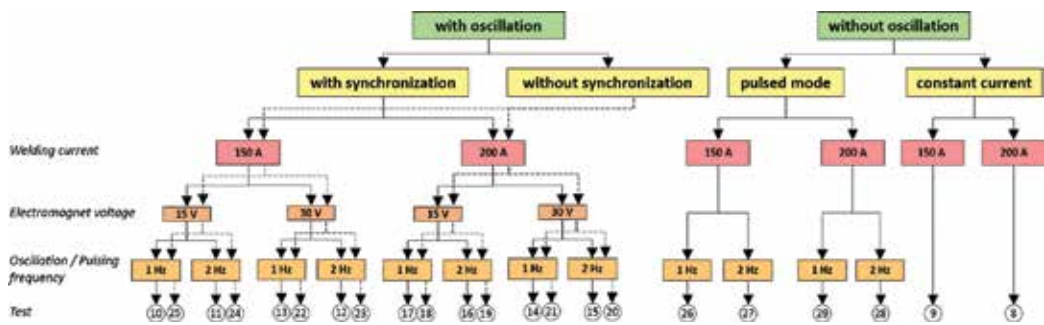 with oscillation without oscillation
with synchronization without synchronization pulsed mode constant current
Welding current 150 A 200 A 150 A 200 A 150 A 200 A
Electromagnet voltage 15 V 30 V 15 V 30 V
Oscillation / Pulsing
frequency 1 Hz 2 Hz 1 Hz 2 Hz 1 Hz 2 Hz 1 Hz 2 Hz 1 Hz 2 Hz 1 Hz 2 Hz
Test 10 25 11 24 13 22 12 23 17 18 16 19 14 21 15 20 26 27 29 28 9 8